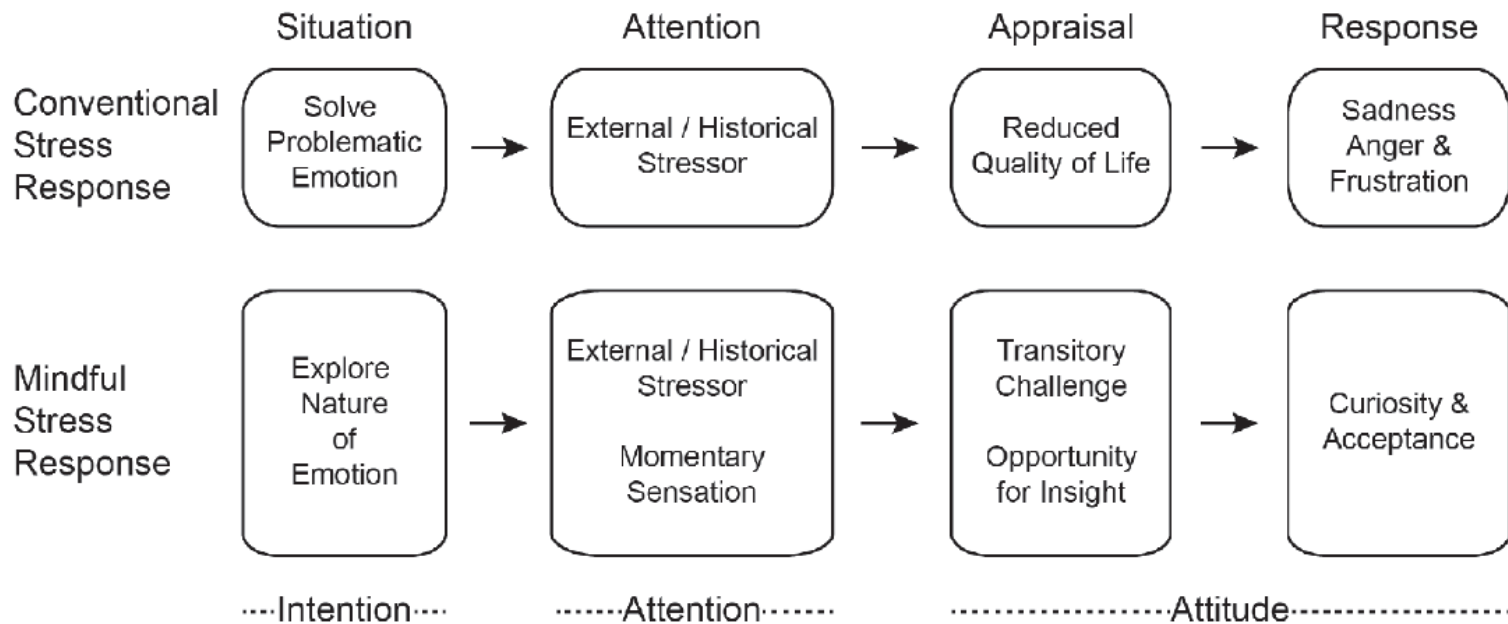 Situation
Attention
Appraisal
Response
Conventional
Stress
Response
Solve
Problematic
Emotion
External / Historical
Stressor
Reduced
Quality of Life
Sadness
Anger &
Frustration
Mindful
Stress
Response
Explore
Nature
of
Emotion
External / Historical
Stressor
Momentary
Sensation
Transitory
Challenge
Opportunity
for Insight
Curiosity &
Acceptance
Intention
Attention
Attitude